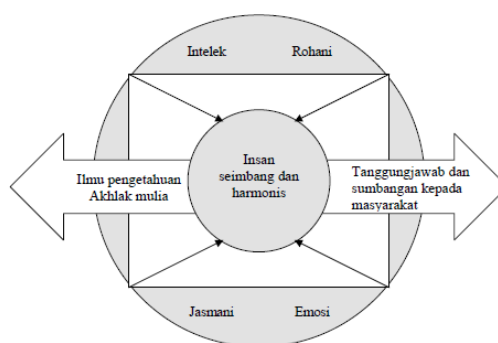 Intelek Rohani
Insan
seimbang dan
harmonis
Ilmu pengetahuan
Akhlak mulia
Tanggungjawab dan
sumbangan kepada
masyarakat
Jasmani Emosi